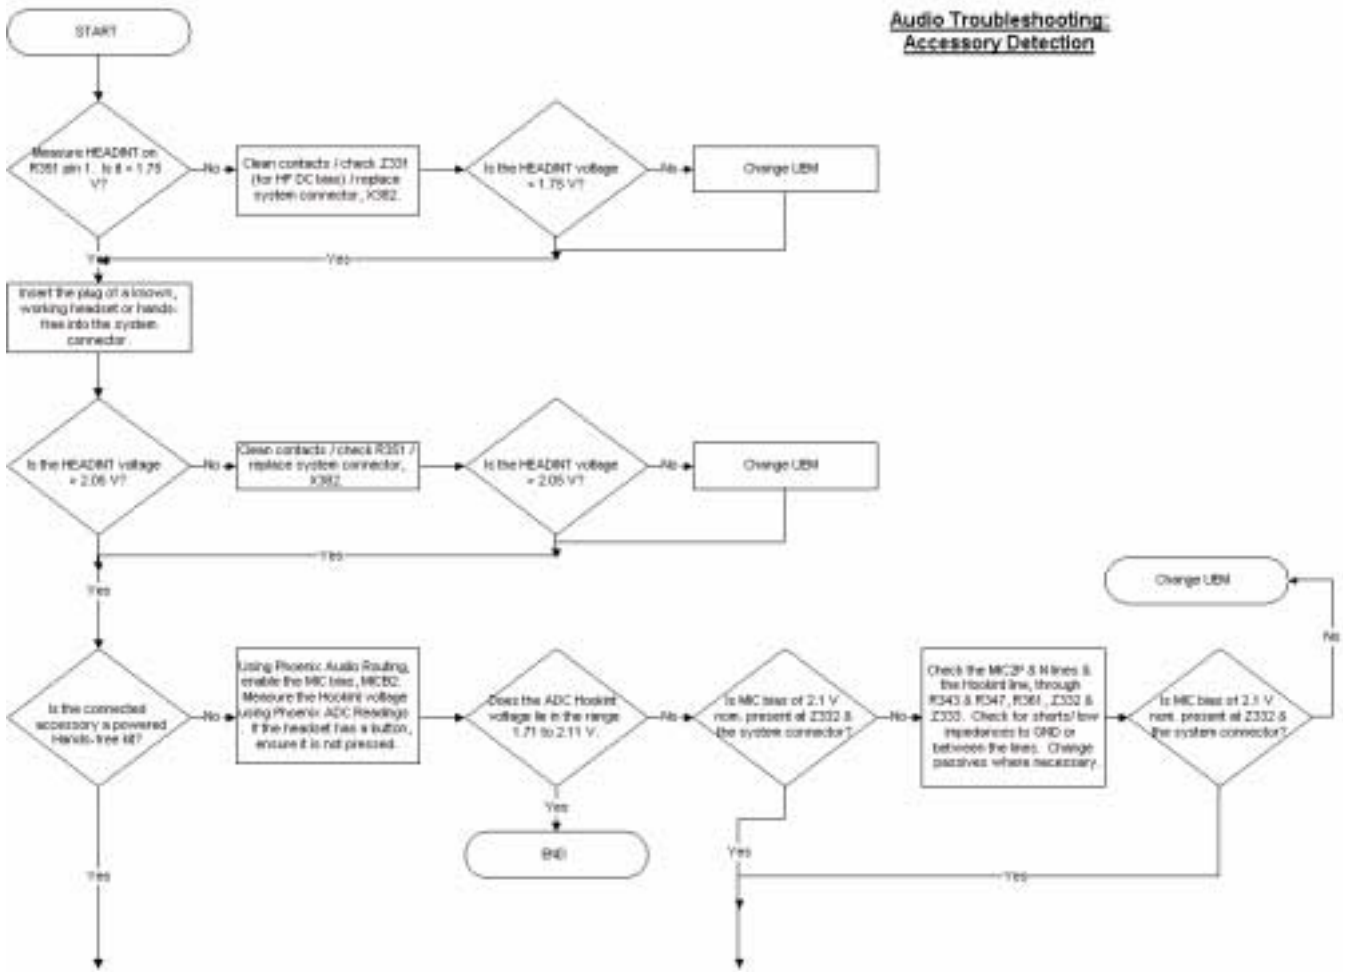 Audio Troubleshooting:
Accessory Detection
START
Measure HEADINT on
R351 pin 1. Is it = 1.75
V?
No
Clean contacts / check Z331
(for HF DC bias) / replace
system connector, X382.
Is the HEADINT voltage
= 1.75 V?
No
Change UEM
Yes
Yes
Insert the plug of a known,
working headset or hands-
free into the system
connector.
Is the HEADINT voltage
= 2.05 V?
No
Clean contacts / check R351 /
replace system connector,
X382.
Is the HEADINT voltage
= 2.05 V?
No
Change UEM
Yes
Yes
Change UEM
No
Is the connected
accessory a powered
Hands-free kit?
No
Using Phoenix Audio Routing,
enable the MIC bias, MICB2.
Measure the Hookint voltage
using Phoenix ADC Readings
. If the headset has a button,
ensure it is not pressed.
Does the ADC Hookint
voltage lie in the range
1.71 to 2.11 V.
No
Is MIC bias of 2.1 V
nom. present at Z332 &
the system connector?
No
Check the MIC2P & N lines &
the Hookint line, through
R343 & R347, R361, Z332 &
Z333. Check for shorts/low
impedances to GND or
between the lines. Change
passives where necessary.
Is MIC bias of 2.1 V
nom. present at Z332 &
the system connector?
Yes
END
Yes
Yes
Yes